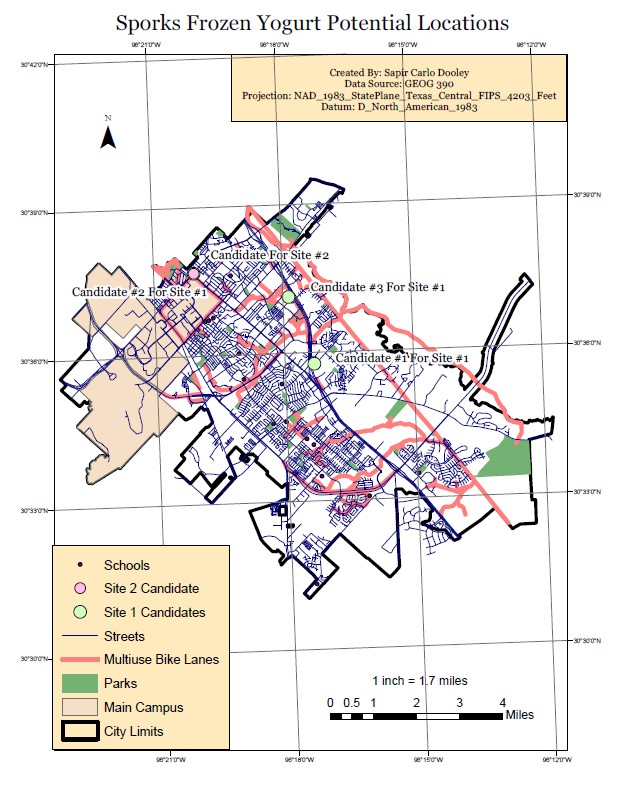 Sporks Frozen Yogurt Potential Locations
96°21'0"W 96°18'0"W 96°15'0"W 96°12'0"W
30°42'0"N
Created By: Sapir Carlo Dooley
Data Source: GEOG 390
Projection: NAD_1983_StatePlane_Texas_Central_FIPS_4203_Feet
Datum: D_North_American_1983
N
30°39'0"N
30°39'0"N
Candidate For Site #2
Candidate #2 For Site #1
Candidate #3 For Site #1
30°36'0"N
30°36'0"N
Candidate #1 For Site #1
30°33'0"N
30°33'0"N
Schools
Site 2 Candidate
Site 1 Candidates
Streets
Multiuse Bike Lanes
Parks
Main Campus
City Limits
30°30'0"N
30°30'0"N
1 inch = 1.7 miles
0 0.5 1 2 3 4
Miles
96°21'0"W 96°18'0"W 96°15'0"W 96°12'0"W